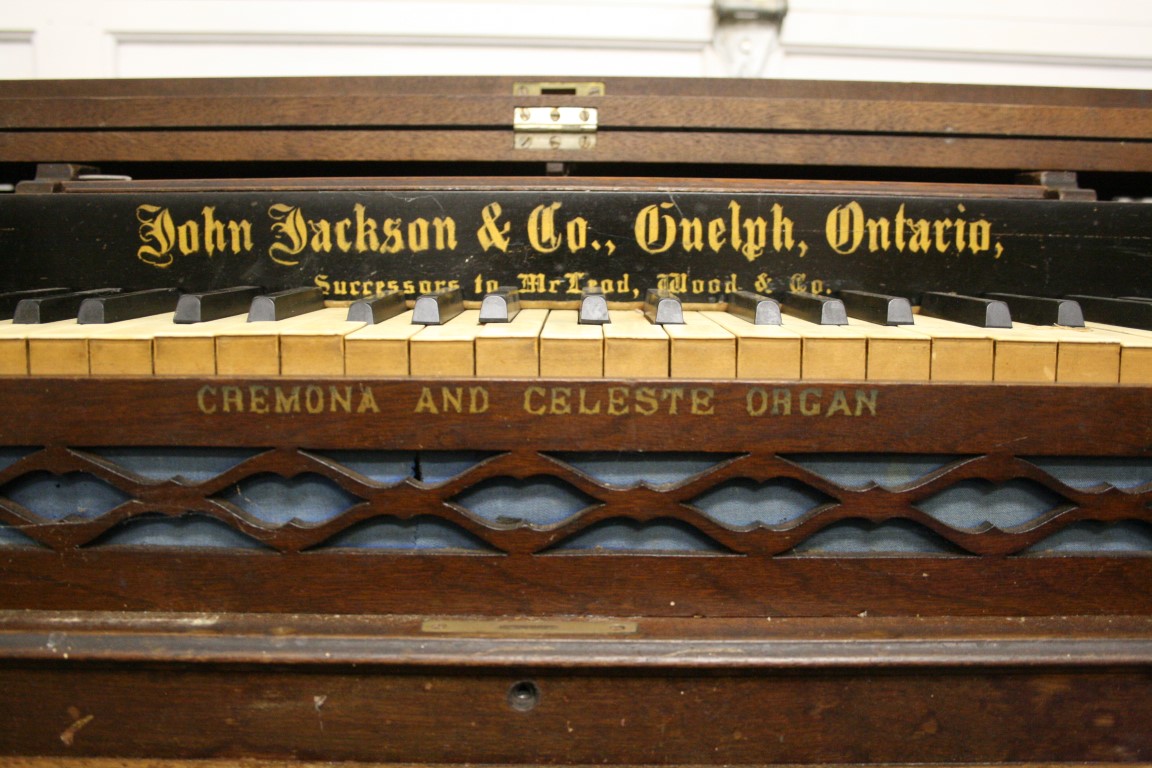 John Jackson & Co., Guelph, Ontario,
Successors to McLeod, Wood & Co.
CREMONA AND CELESTE ORGAN